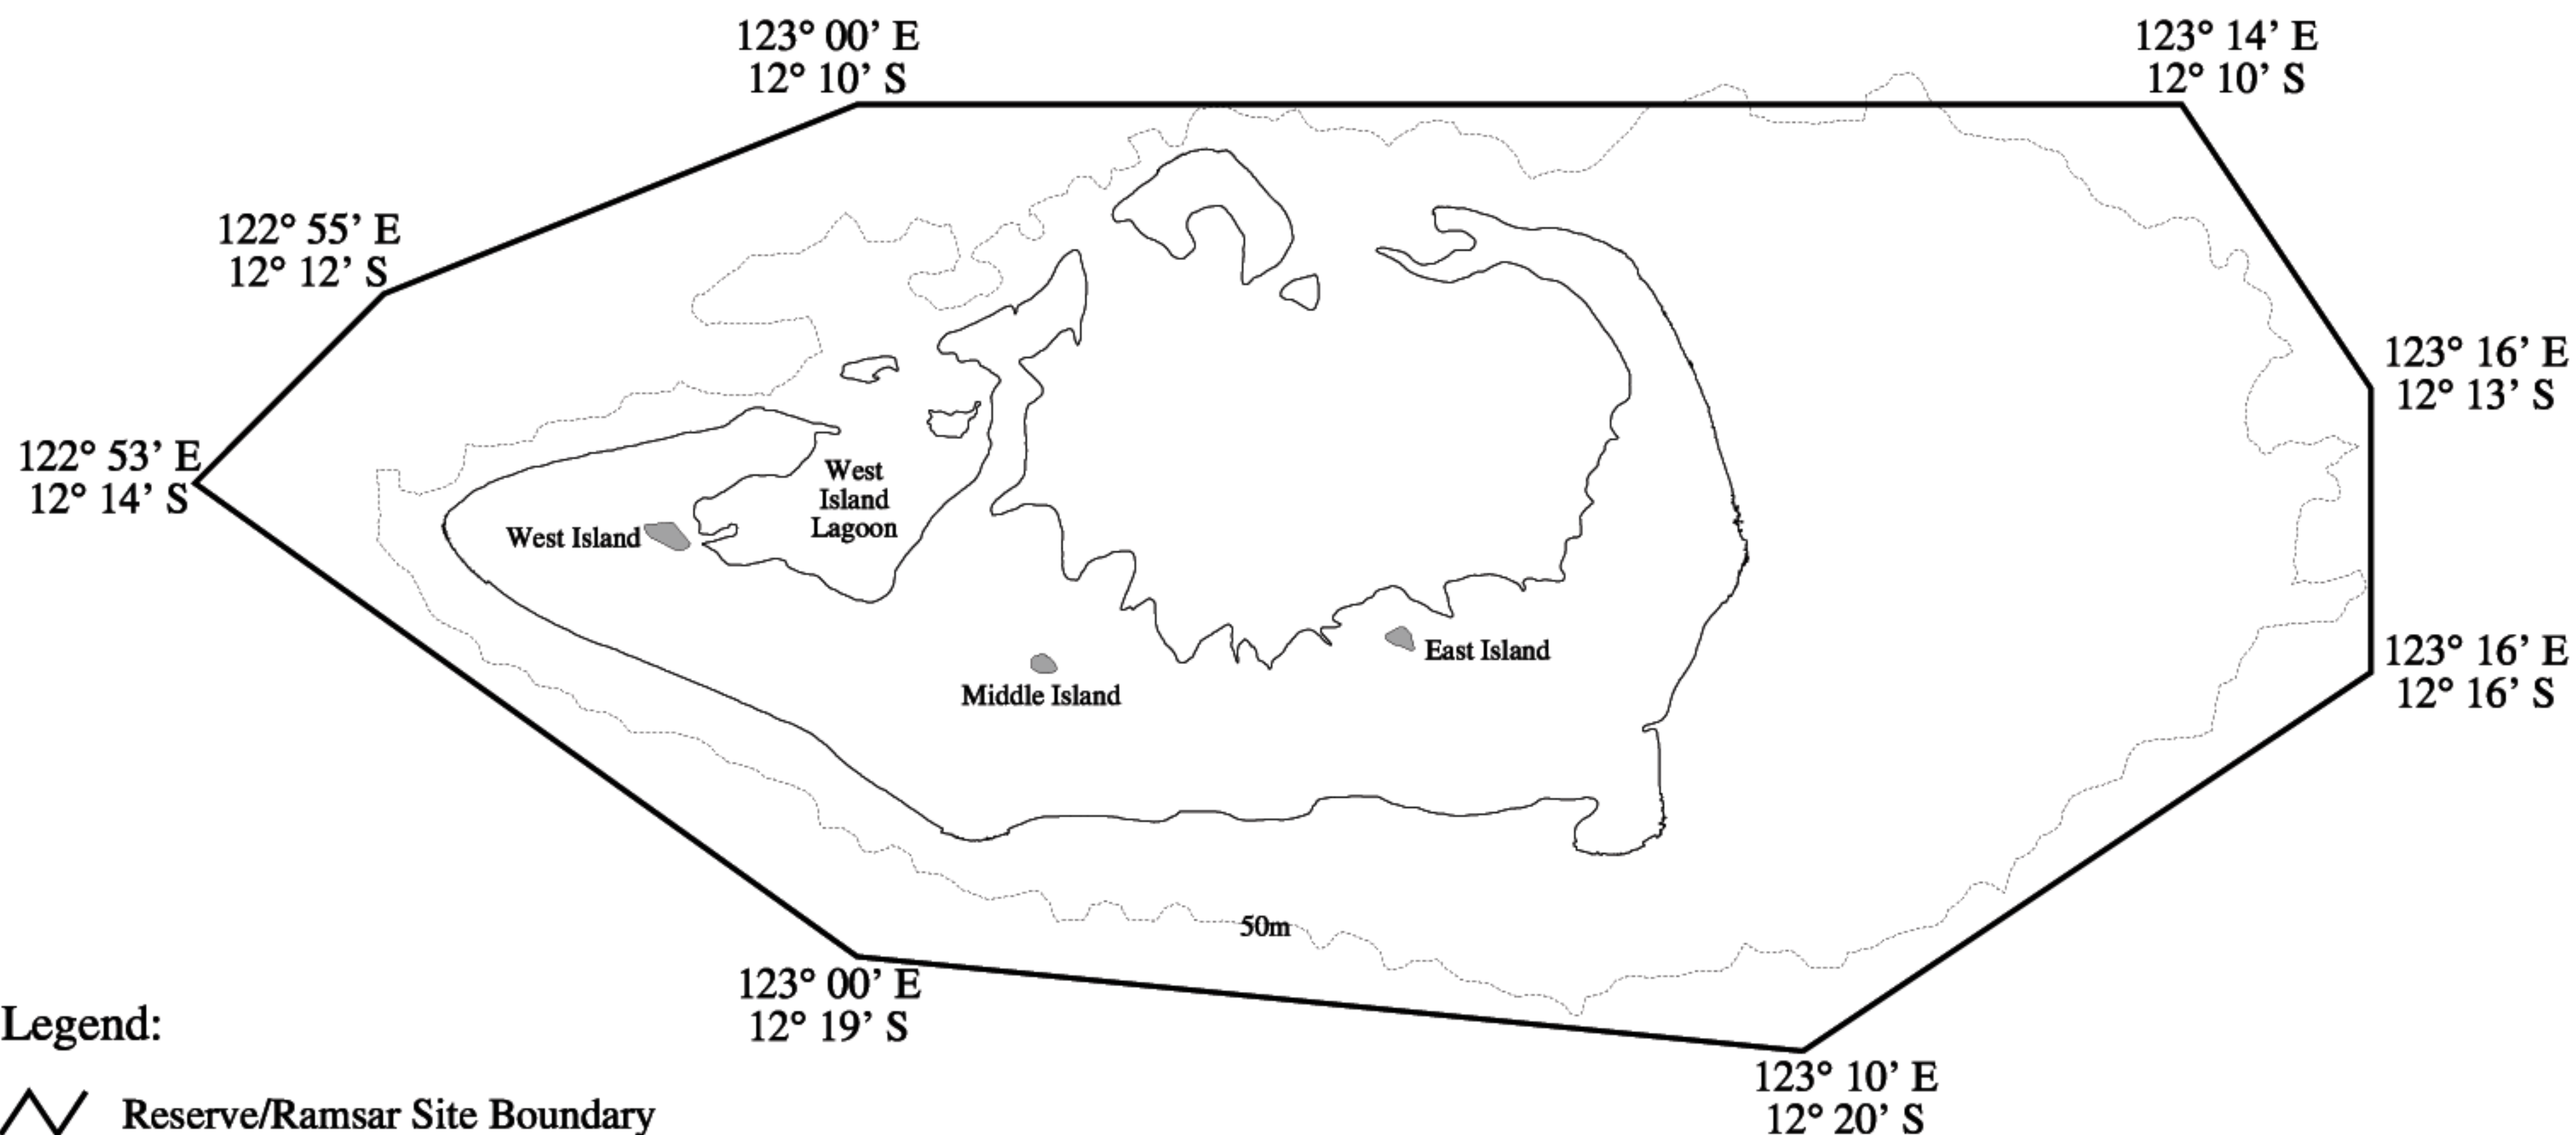 123° 00’ E
12° 10’ S
123° 14’ E
12° 10’ S
122° 55’ E
12° 12’ S
123° 16’ E
12° 13’ S
122° 53’ E
12° 14’ S
West
Island
Lagoon
West Island
East Island
Middle Island
123° 16’ E
12° 16’ S
50m
123° 00’ E
12° 19’ S
123° 10’ E
12° 20’ S
Legend:
Reserve/Ramsar Site Boundary